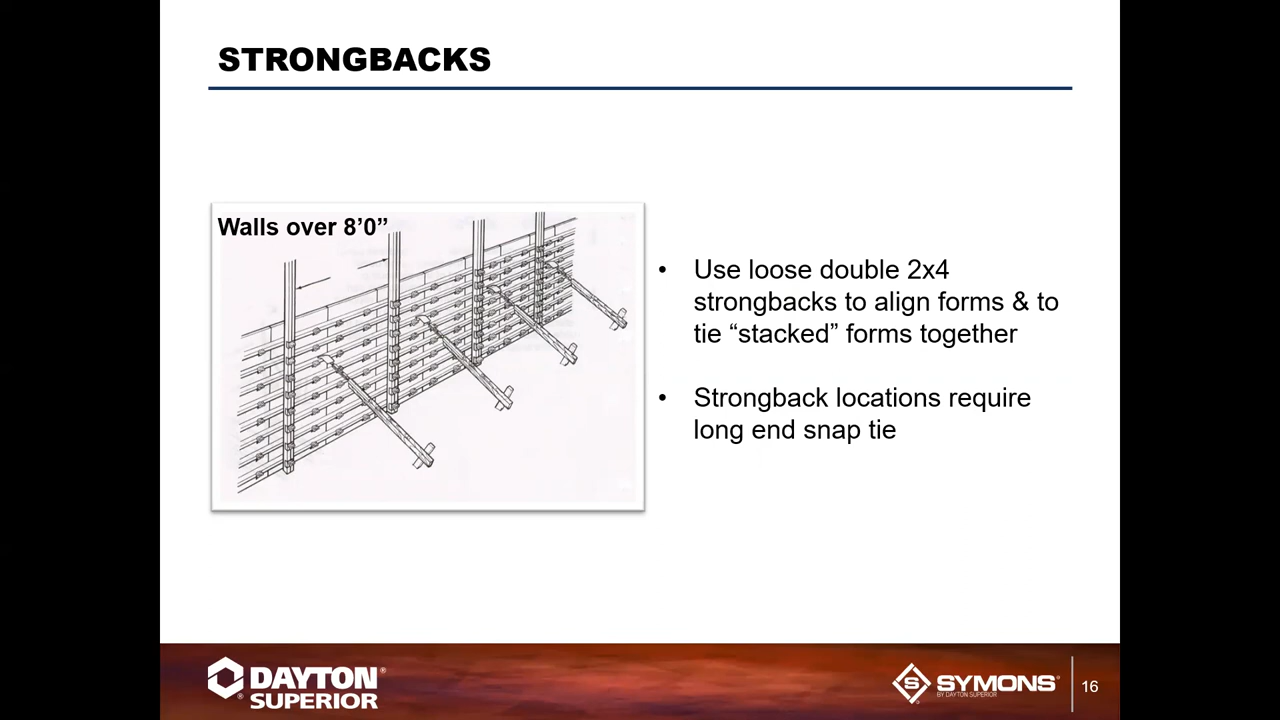 STRONGBACKS
Walls over 8’0”
• Use loose double 2x4
strongbacks to align forms & to
tie “stacked” forms together
• Strongback locations require
long end snap tie
DAYTON®
SUPERIOR
®
SYMONS®
BY DAYTON SUPERIOR
16